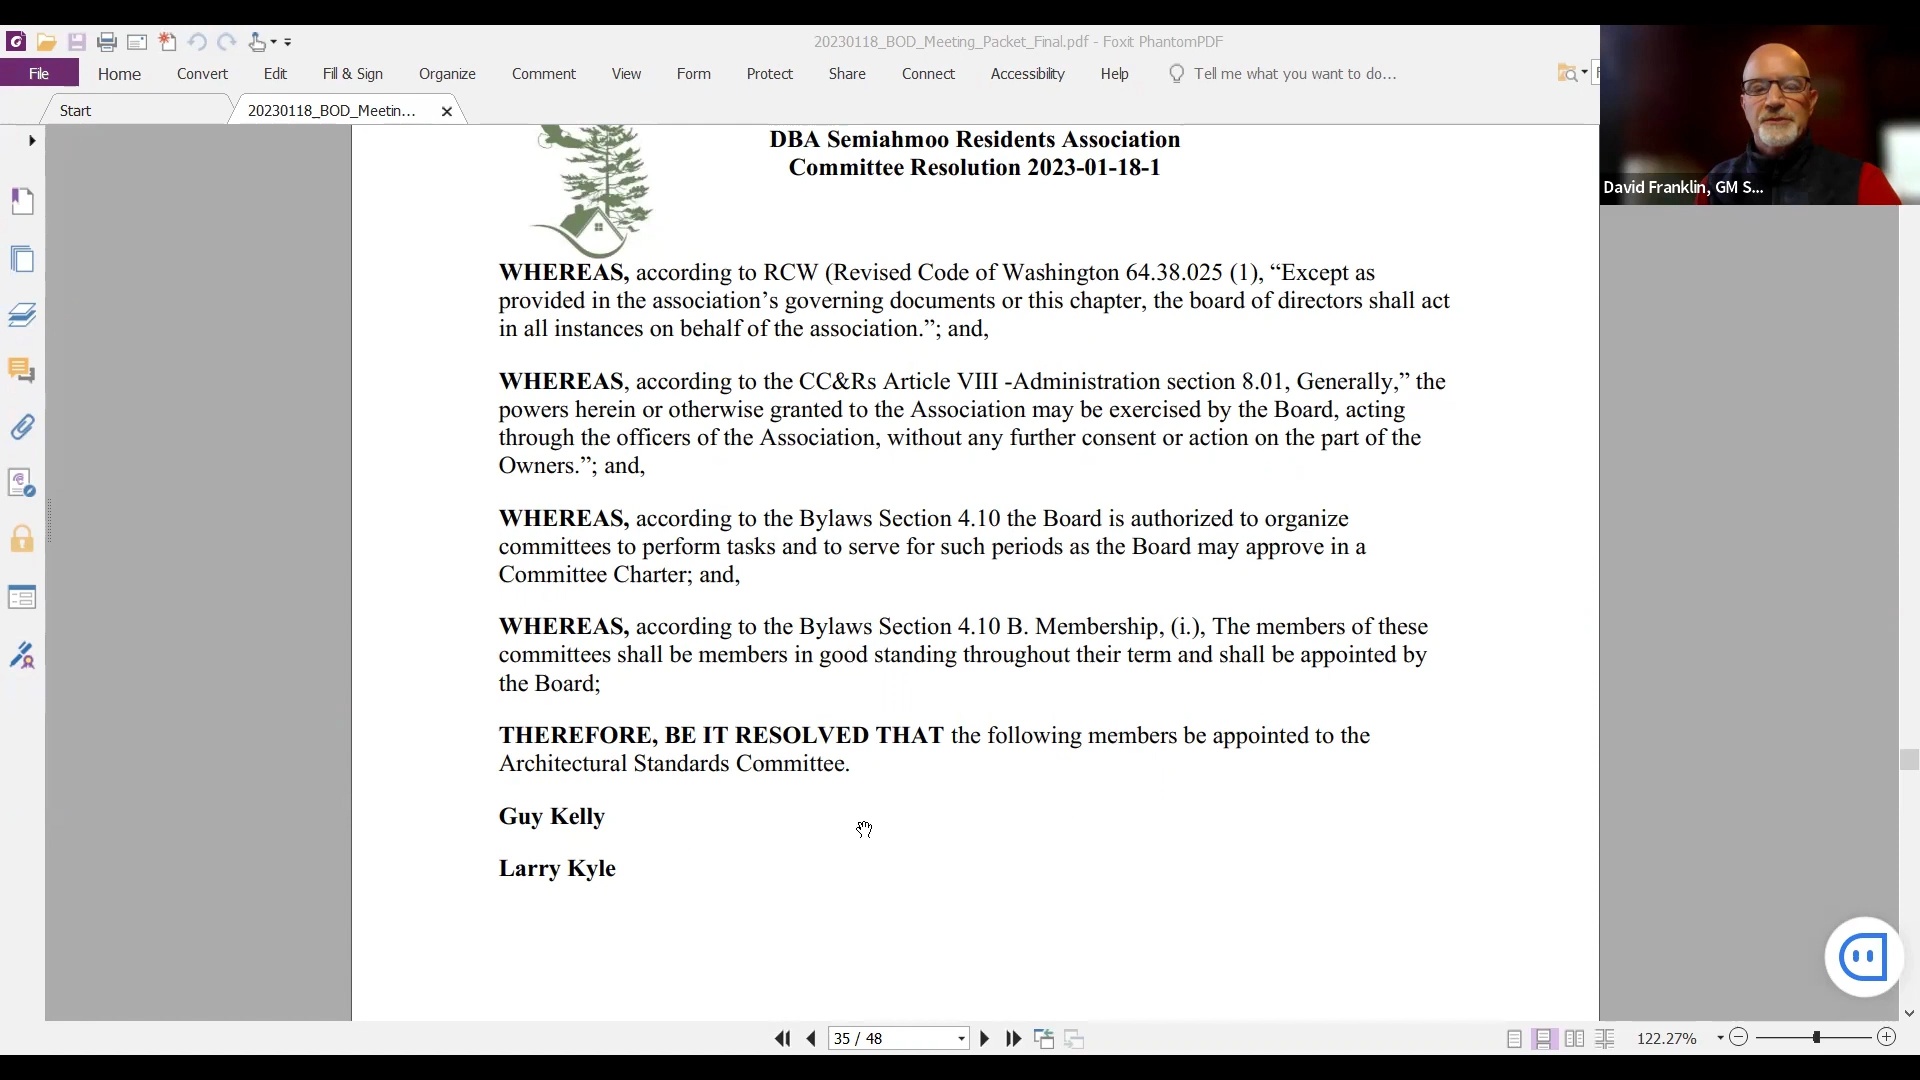 20230118_BOD_Meeting_Packet_Final.pdf - Foxit PhantomPDF
File Home Convert Edit Fill & Sign Organize Comment View Form Protect Share Connect Accessibility Help Tell me what you want to do...
Start 20230118_BOD_Meetin...
David Franklin, GM S...
DBA Semiahmoo Residents Association
Committee Resolution 2023-01-18-1
WHEREAS, according to RCW (Revised Code of Washington 64.38.025 (1), “Except as
provided in the association’s governing documents or this chapter, the board of directors shall act
in all instances on behalf of the association.”; and,
WHEREAS, according to the CC&Rs Article VIII -Administration section 8.01, Generally,” the
powers herein or otherwise granted to the Association may be exercised by the Board, acting
through the officers of the Association, without any further consent or action on the part of the
Owners.”; and,
WHEREAS, according to the Bylaws Section 4.10 the Board is authorized to organize
committees to perform tasks and to serve for such periods as the Board may approve in a
Committee Charter; and,
WHEREAS, according to the Bylaws Section 4.10 B. Membership, (i.), The members of these
committees shall be members in good standing throughout their term and shall be appointed by
the Board;
THEREFORE, BE IT RESOLVED THAT the following members be appointed to the
Architectural Standards Committee.
Guy Kelly
Larry Kyle
35 / 48
122.27%